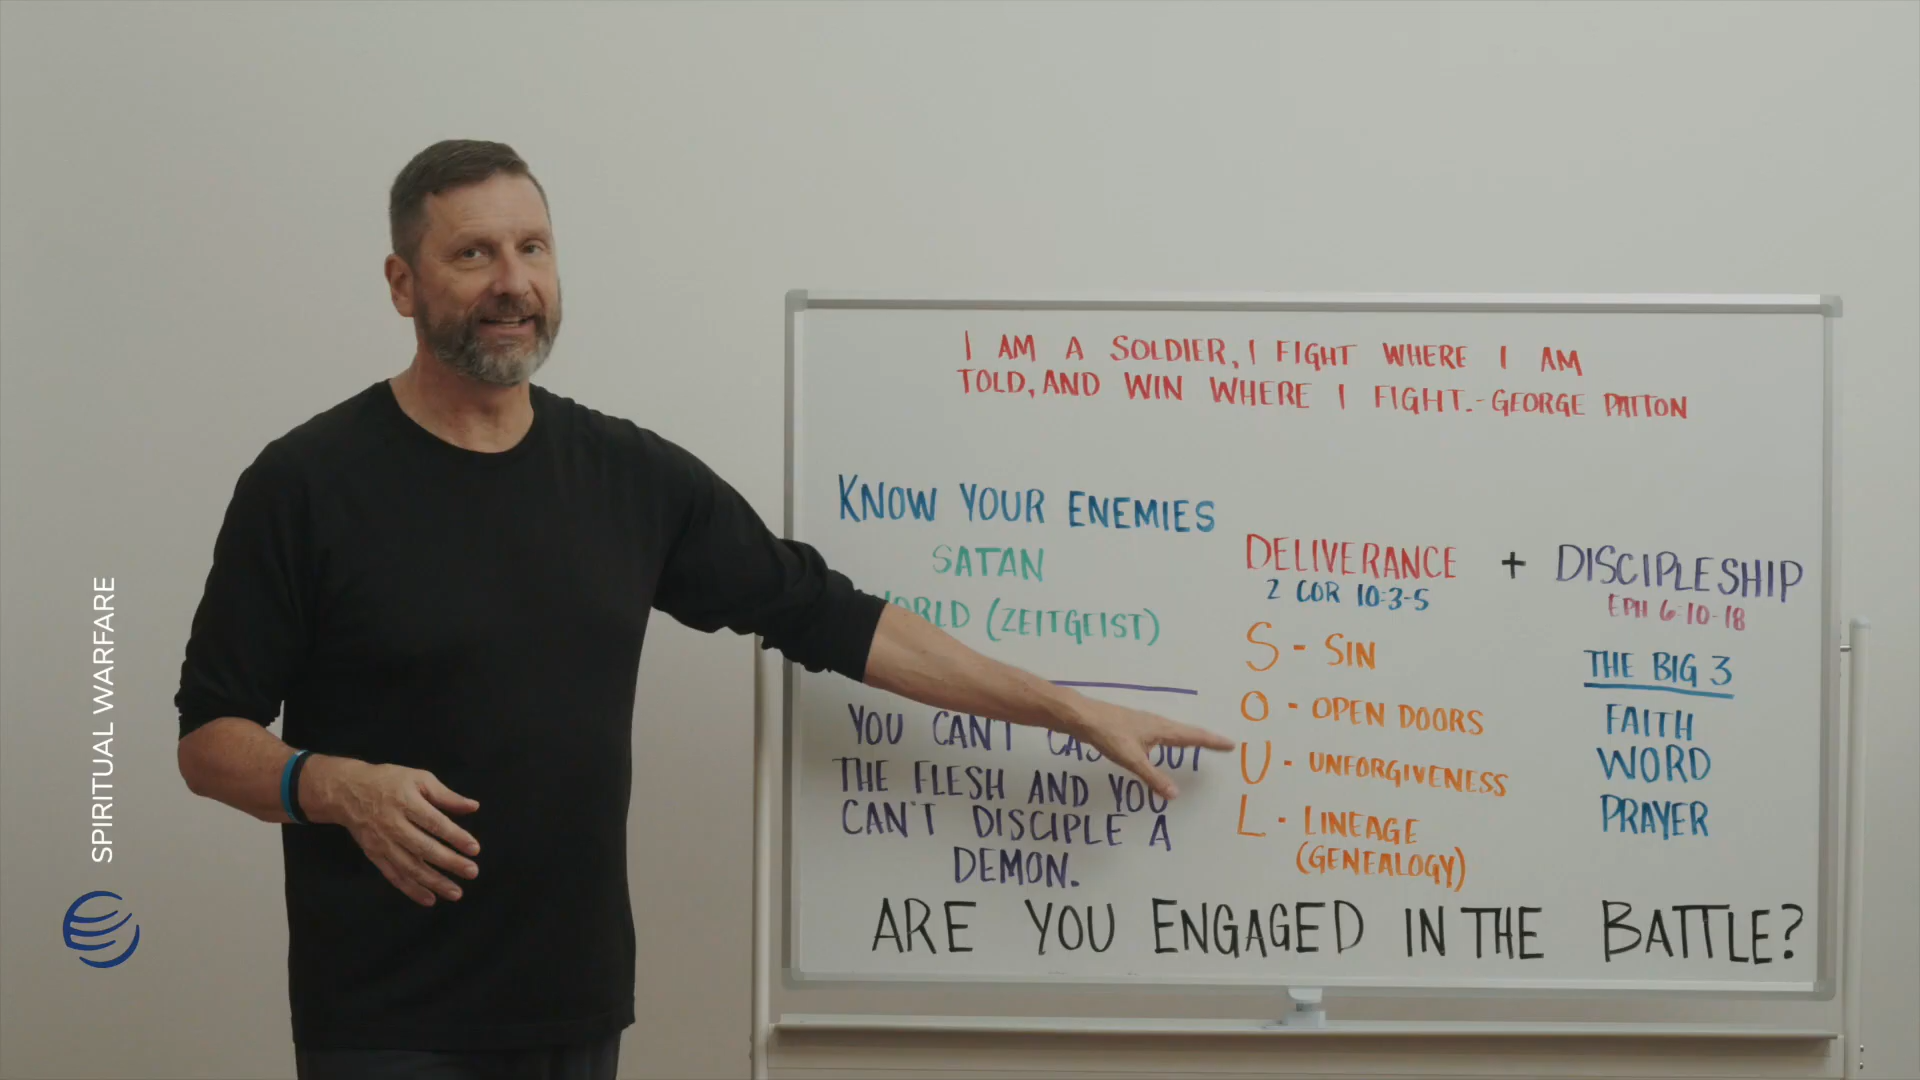 I AM A SOLDIER, I FIGHT WHERE I AM
TOLD, AND WIN WHERE I FIGHT. - GEORGE PATTON
KNOW YOUR ENEMIES
SATAN
(ZEITGEIST)
YOU CAN'T
THE FLESH AND YOU
CAN'T DISCIPLE A
DEMON.
DELIVERANCE
2 COR 10:3-5
S - SIN
O - OPEN DOORS
U - UNFORGIVENESS
L - LINEAGE
(GENEALOGY)
+ DISCIPLESHIP
EPH 6:10-18
THE BIG 3
FAITH
WORD
PRAYER
ARE YOU ENGAGED IN THE BATTLE?
SPIRITUAL WARFARE